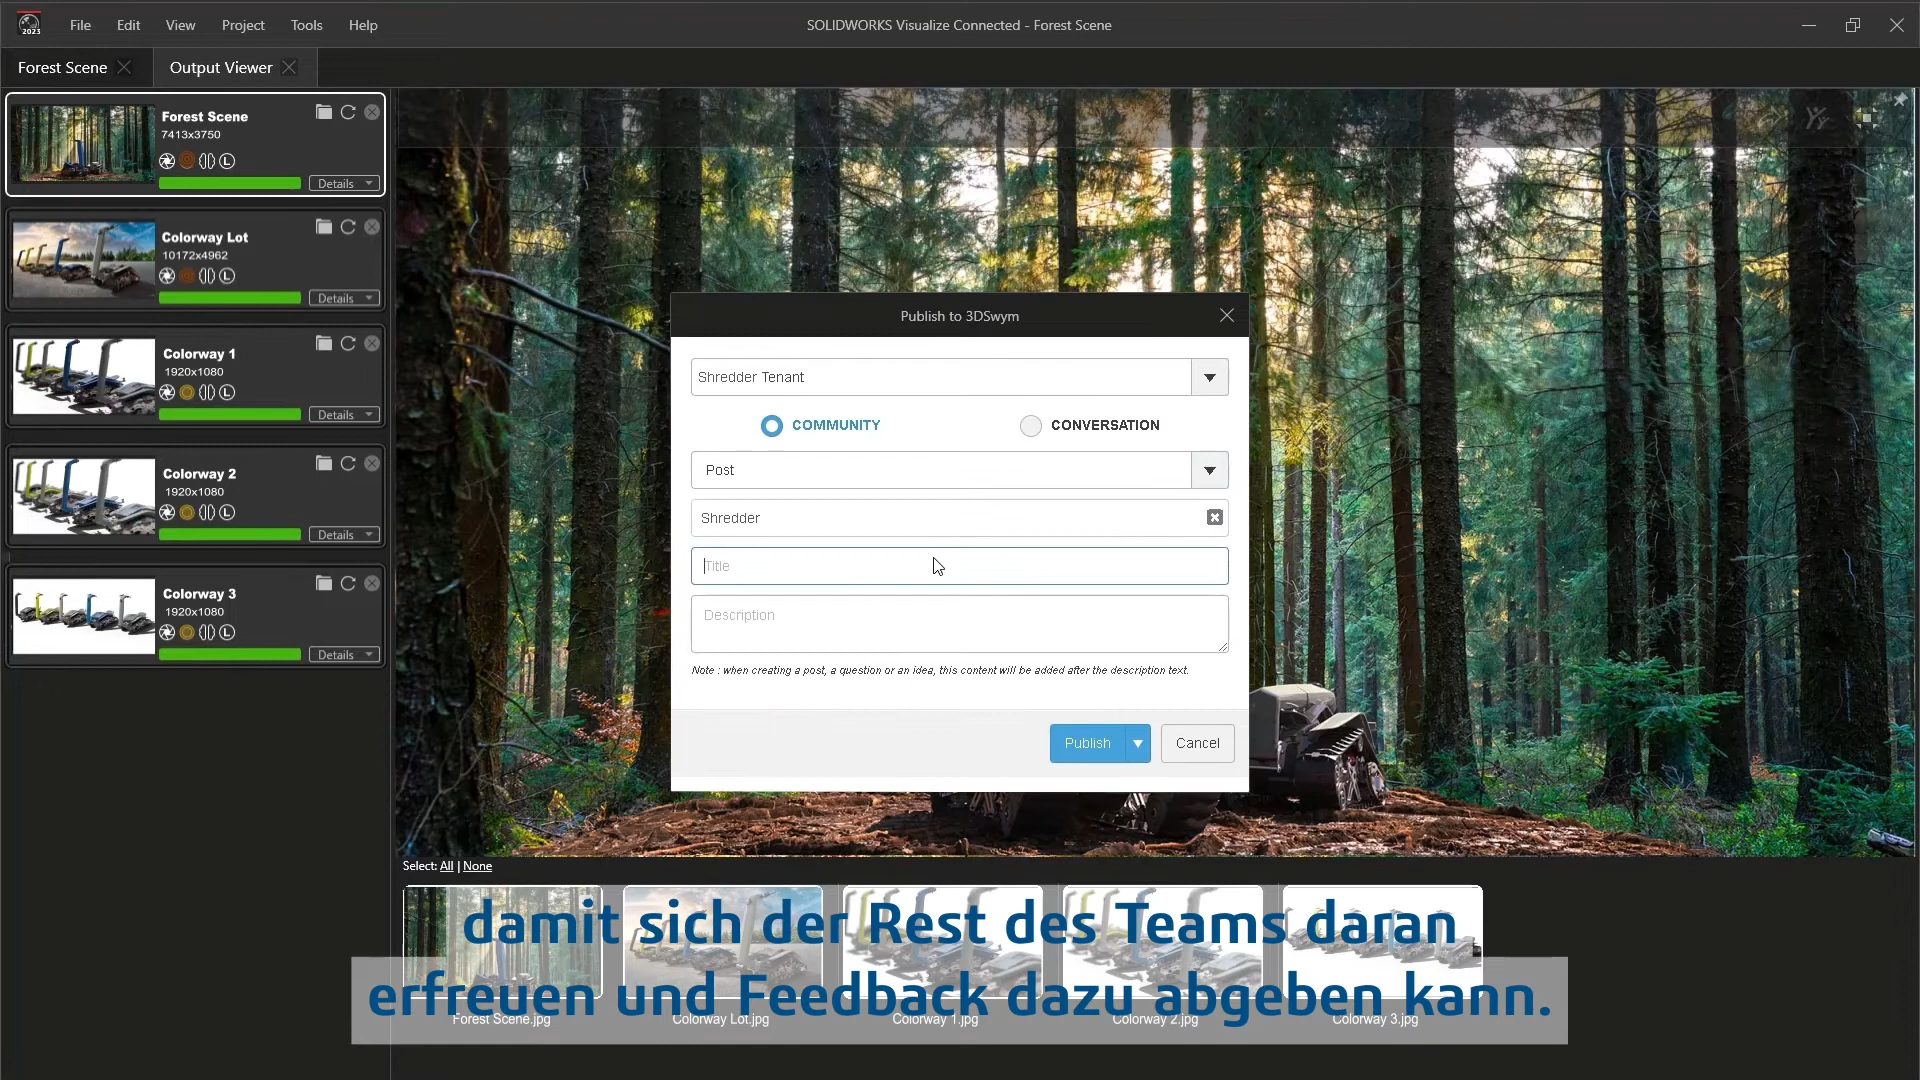 2023
File Edit View Project Tools Help
SOLIDWORKS Visualize Connected - Forest Scene
Forest Scene
Output Viewer
Forest Scene
7413x3750
Details
Colorway Lot
10172x4962
Details
Colorway 1
1920x1080
Details
Colorway 2
1920x1080
Details
Colorway 3
1920x1080
Details
Publish to 3DSwym
Shredder Tenant
COMMUNITY
CONVERSATION
Post
Shredder
Title
Description
Note : when creating a post, a question or an idea, this content will be added after the description text.
Publish
Cancel
Select: All | None
damit sich der Rest des Teams daran
erfreuen und Feedback dazu abgeben kann.
Forest Scene.jpg
Colorway Lot.jpg
Colorway 1.jpg
Colorway 2.jpg
Colorway 3.jpg